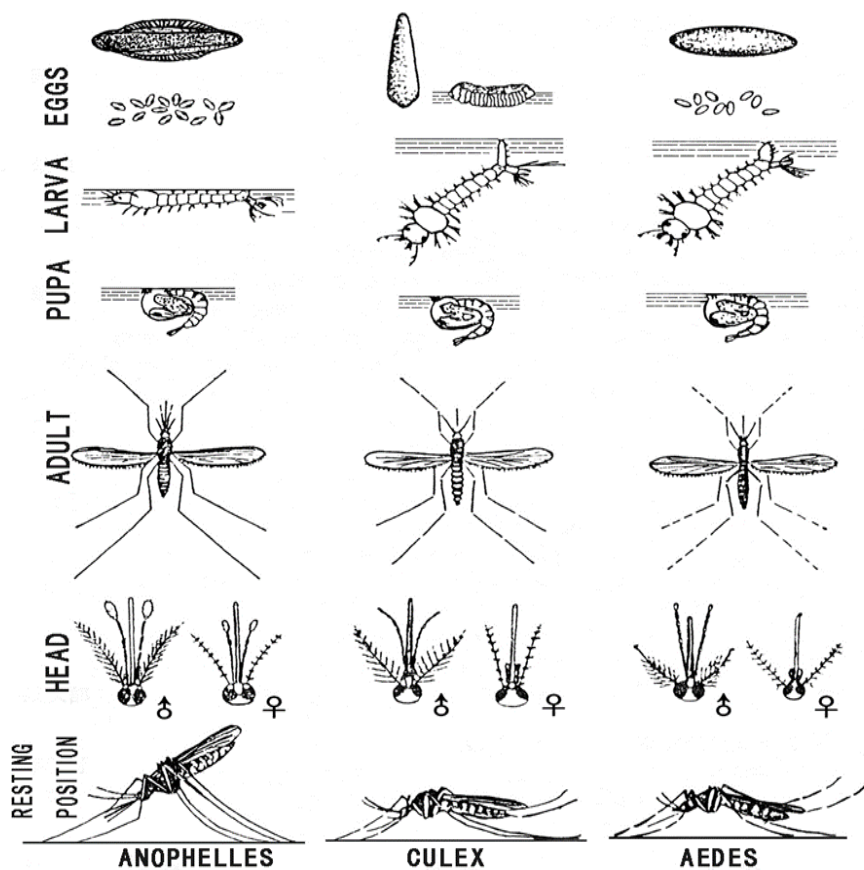 EGGS
LARVA
PUPA
ADULT
HEAD
♂ ♀ ♂ ♀ ♂ ♀
RESTING
POSITION
ANOPHELLES CULEX AEDES